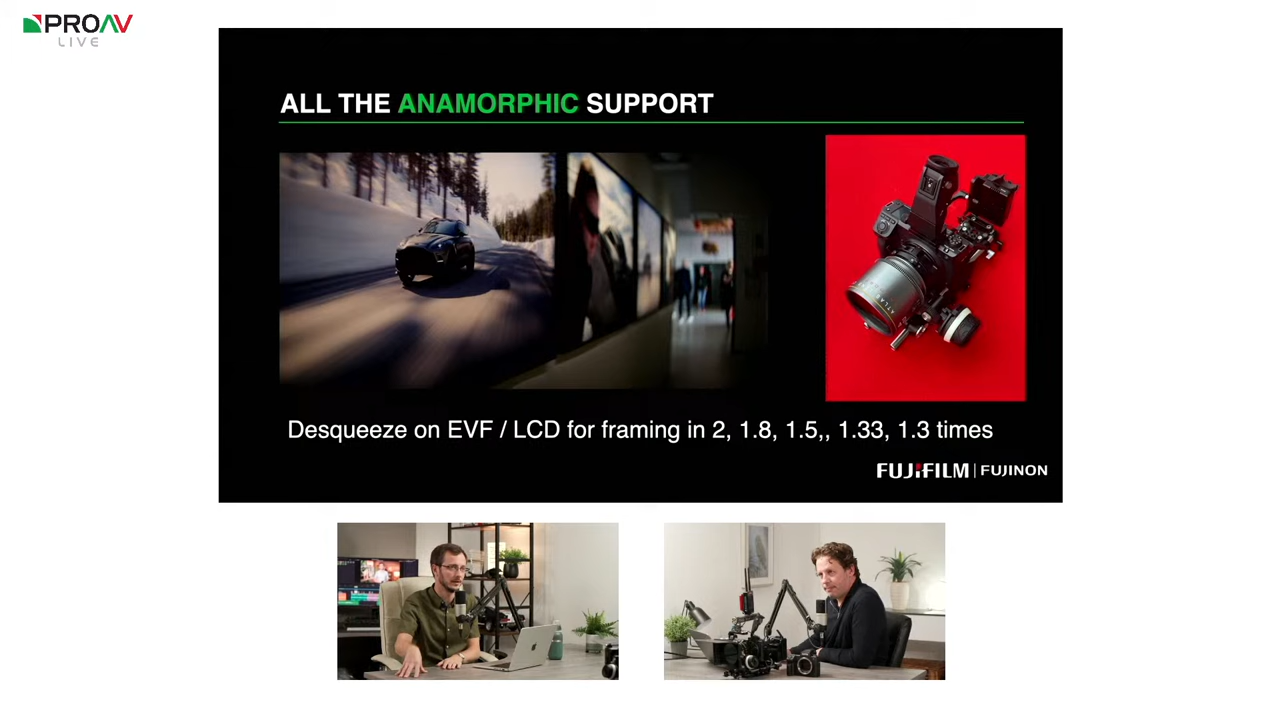 PROAV
LIVE
ALL THE ANAMORPHIC SUPPORT
ATLAS
Desqueeze on EVF / LCD for framing in 2, 1.8, 1.5,, 1.33, 1.3 times
FUJIFILM | FUJINON